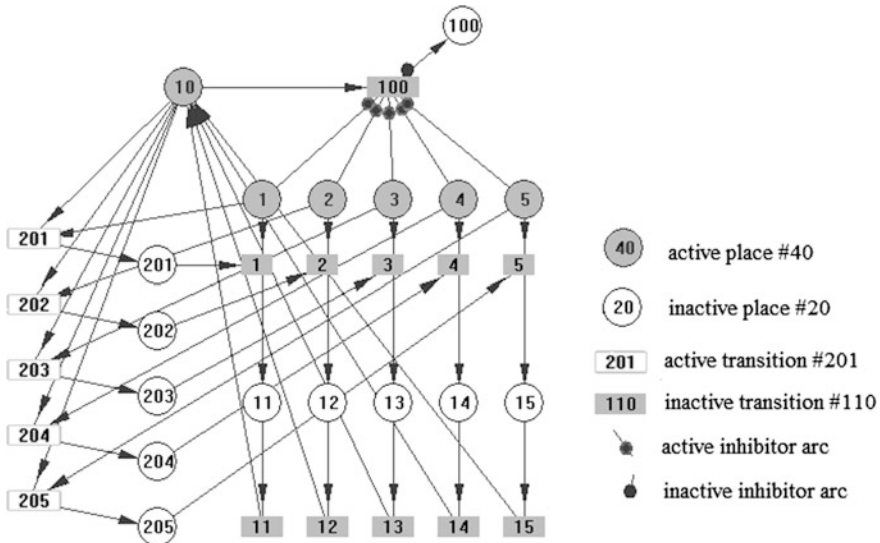 100
10
100
1 2 3 4 5
201
201 1 2 3 4 5
202
202
203
203
11 12 13 14 15
204
204
205
205 11 12 13 14 15
40 active place #40
20 inactive place #20
201 active transition #201
110 inactive transition #110
active inhibitor arc
inactive inhibitor arc